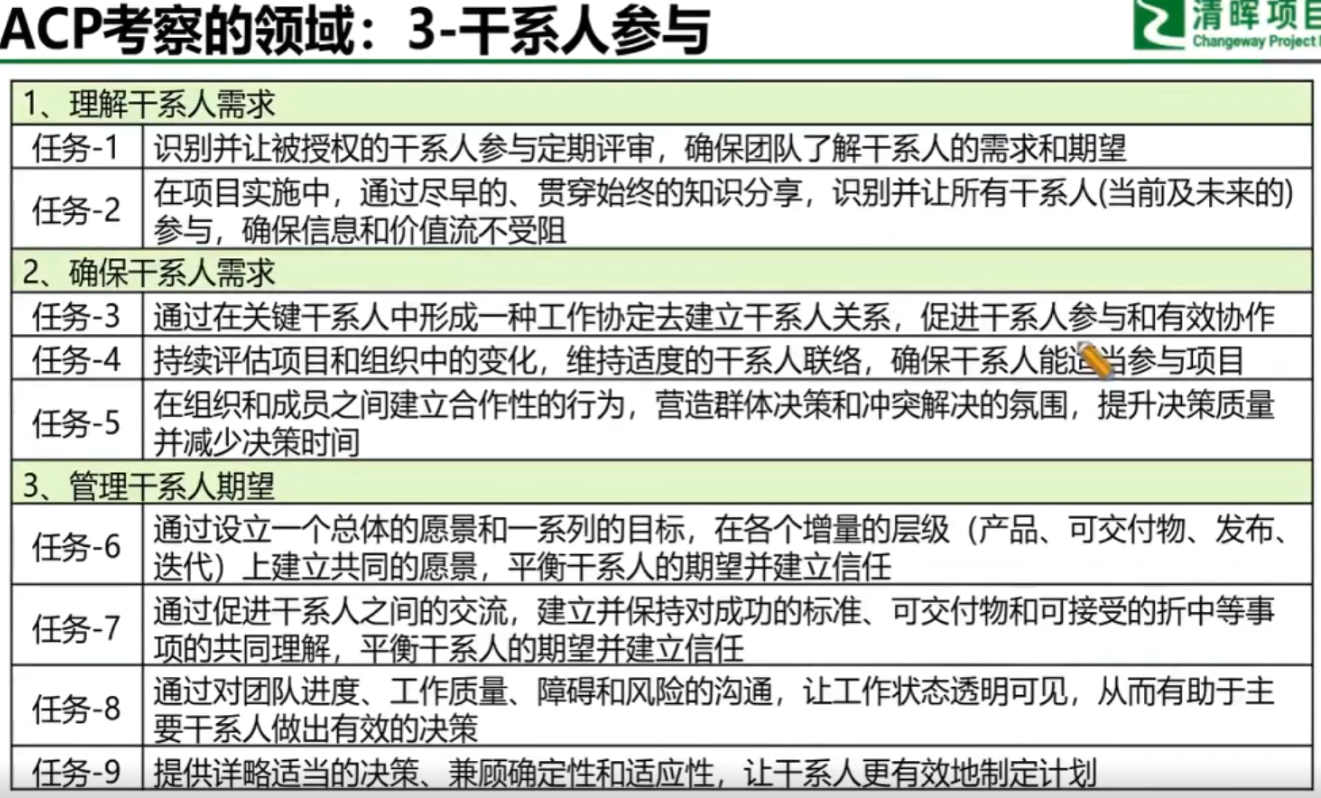 ACP考察的领域：3-干系人参与
清晖项目
Changeway Project
1、理解干系人需求
任务-1
识别并让被授权的干系人参与定期评审，确保团队了解干系人的需求和期望
任务-2
在项目实施中，通过尽早的、贯穿始终的知识分享，识别并让所有干系人(当前及未来的)
参与，确保信息和价值流不受阻
2、确保干系人需求
任务-3
通过在关键干系人中形成一种工作协定去建立干系人关系，促进干系人参与和有效协作
任务-4
持续评估项目和组织中的变化，维持适度的干系人联络，确保干系人能适当参与项目
任务-5
在组织和成员之间建立合作性的行为，营造群体决策和冲突解决的氛围，提升决策质量
并减少决策时间
3、管理干系人期望
任务-6
通过设立一个总体的愿景和一系列的目标，在各个增量的层级（产品、可交付物、发布、
迭代）上建立共同的愿景，平衡干系人的期望并建立信任
任务-7
通过促进干系人之间的交流，建立并保持对成功的标准、可交付物和可接受的折中等事
项的共同理解，平衡干系人的期望并建立信任
任务-8
通过对团队进度、工作质量、障碍和风险的沟通，让工作状态透明可见，从而有助于主
要干系人做出有效的决策
任务-9
提供详略适当的决策、兼顾确定性和适应性，让干系人更有效地制定计划